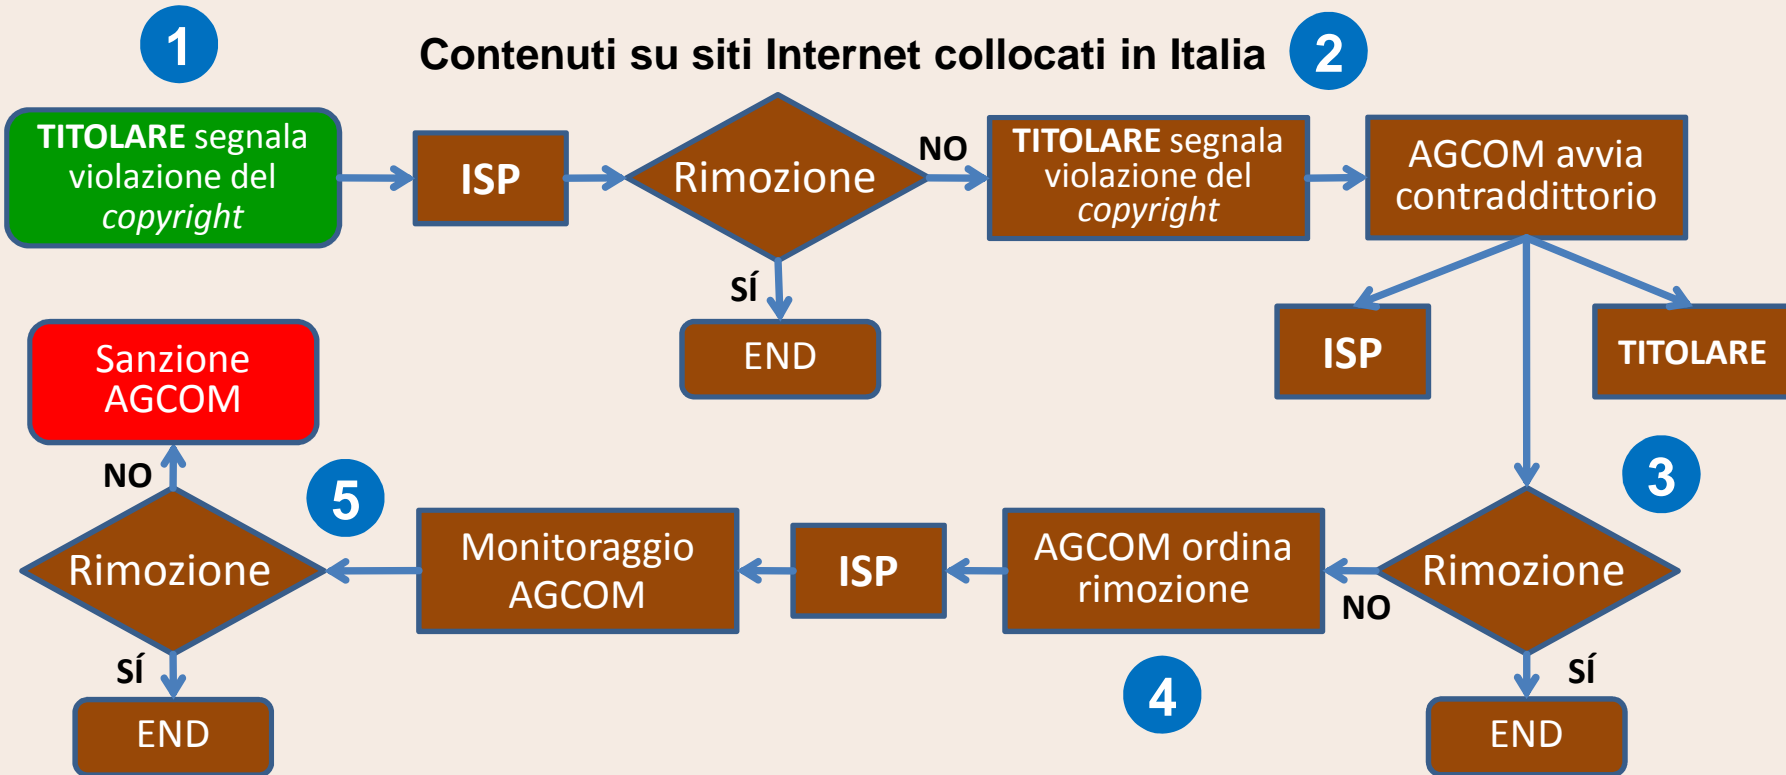 1
Contenuti su siti Internet collocati in Italia
2
TITOLARE segnala
violazione del
copyright
ISP
Rimozione
NO
TITOLARE segnala
violazione del
copyright
AGCOM avvia
contraddittorio
SÍ
END
ISP
TITOLARE
Sanzione
AGCOM
NO
5
3
Rimozione
Monitoraggio
AGCOM
ISP
AGCOM ordina
rimozione
NO
Rimozione
SÍ
END
4
SÍ
END